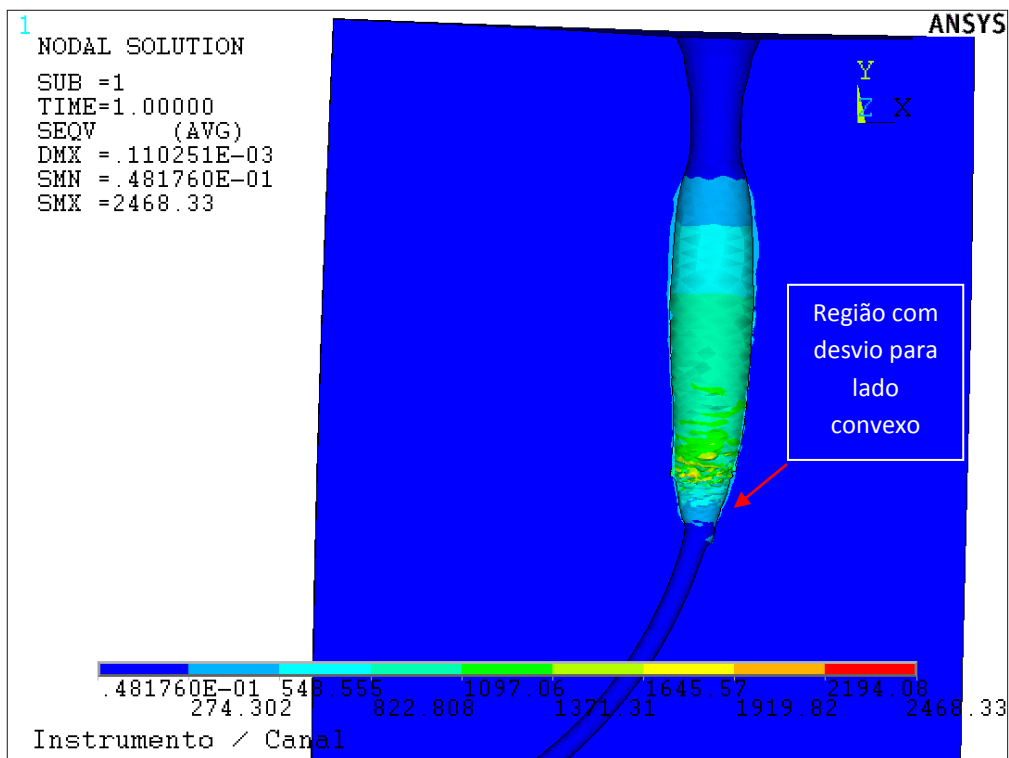 1
ANSYS
NODAL SOLUTION
SUB =1
TIME=1.00000
SEQV (AVG)
DMX =.110251E-03
SMN =.481760E-01
SMX =2468.33
Y
Z X
Região com
desvio para
lado
convexo
.481760E-01 548.555 1097.06 1645.57 2194.08
274.302 822.808 1371.31 1919.82 2468.33
Instrumento / Canal